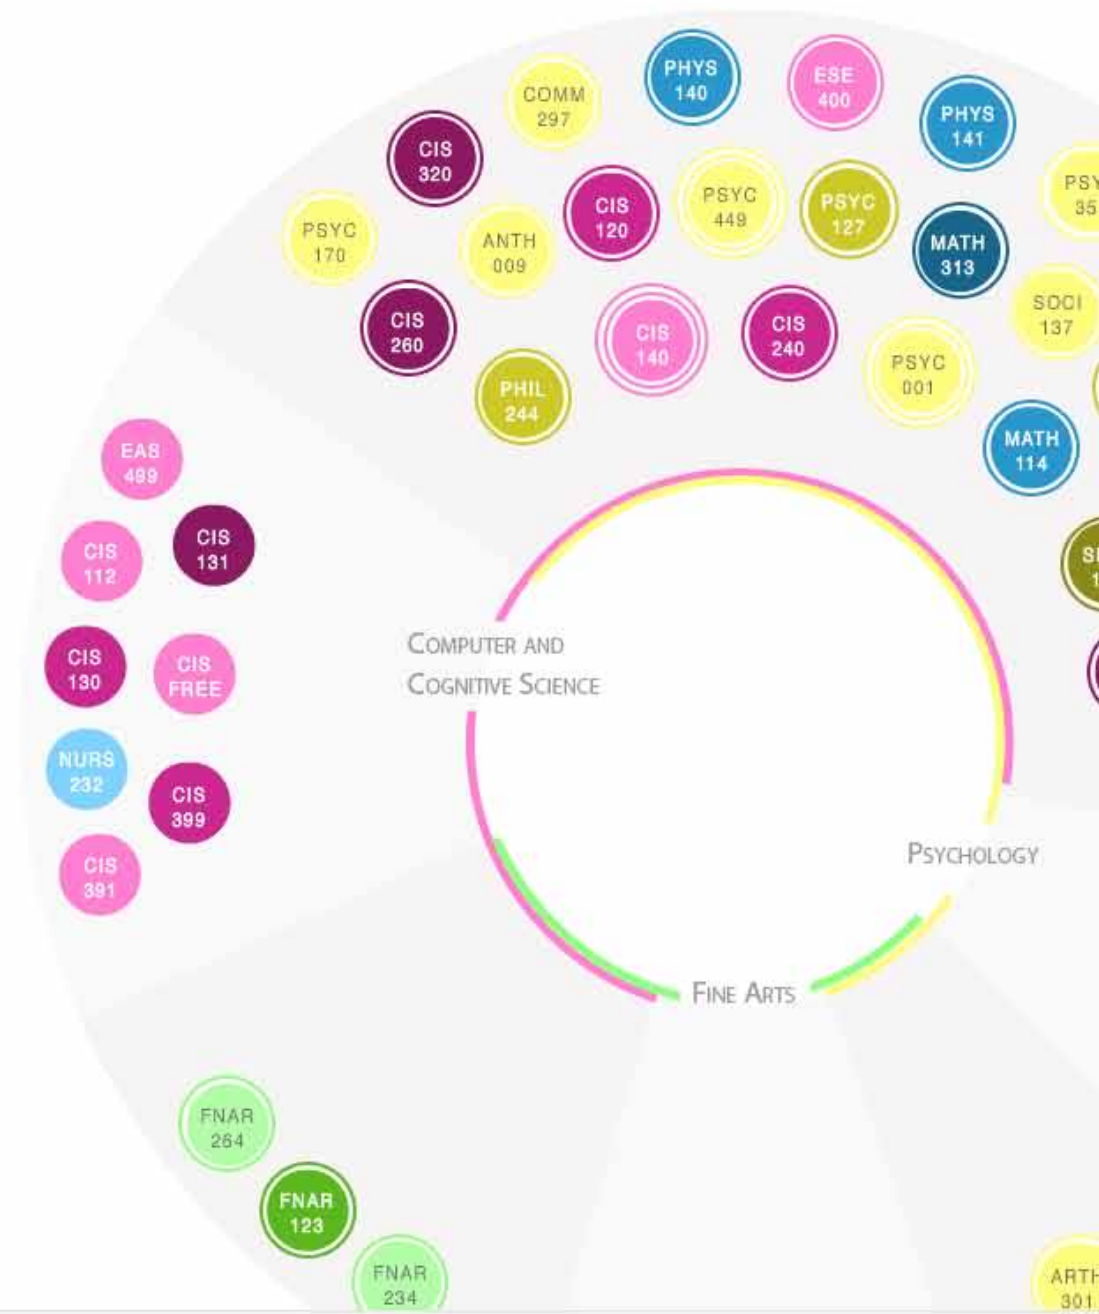 PHYS
140
ESE
400
COMM
297
PHYS
141
CIS
320
PSYC
449
PSYC
127
CIS
120
PSYC
170
ANTH
009
MATH
313
CIS
260
CIS
140
CIS
240
SOCI
137
PHIL
244
PSYC
001
MATH
114
EAS
499
CIS
131
CIS
112
COMPUTER AND
COGNITIVE SCIENCE
CIS
130
CIS
FREE
NURS
232
CIS
399
CIS
391
PSYCHOLOGY
FINE ARTS
FNAR
264
FNAR
123
FNAR
234
ARTH
301